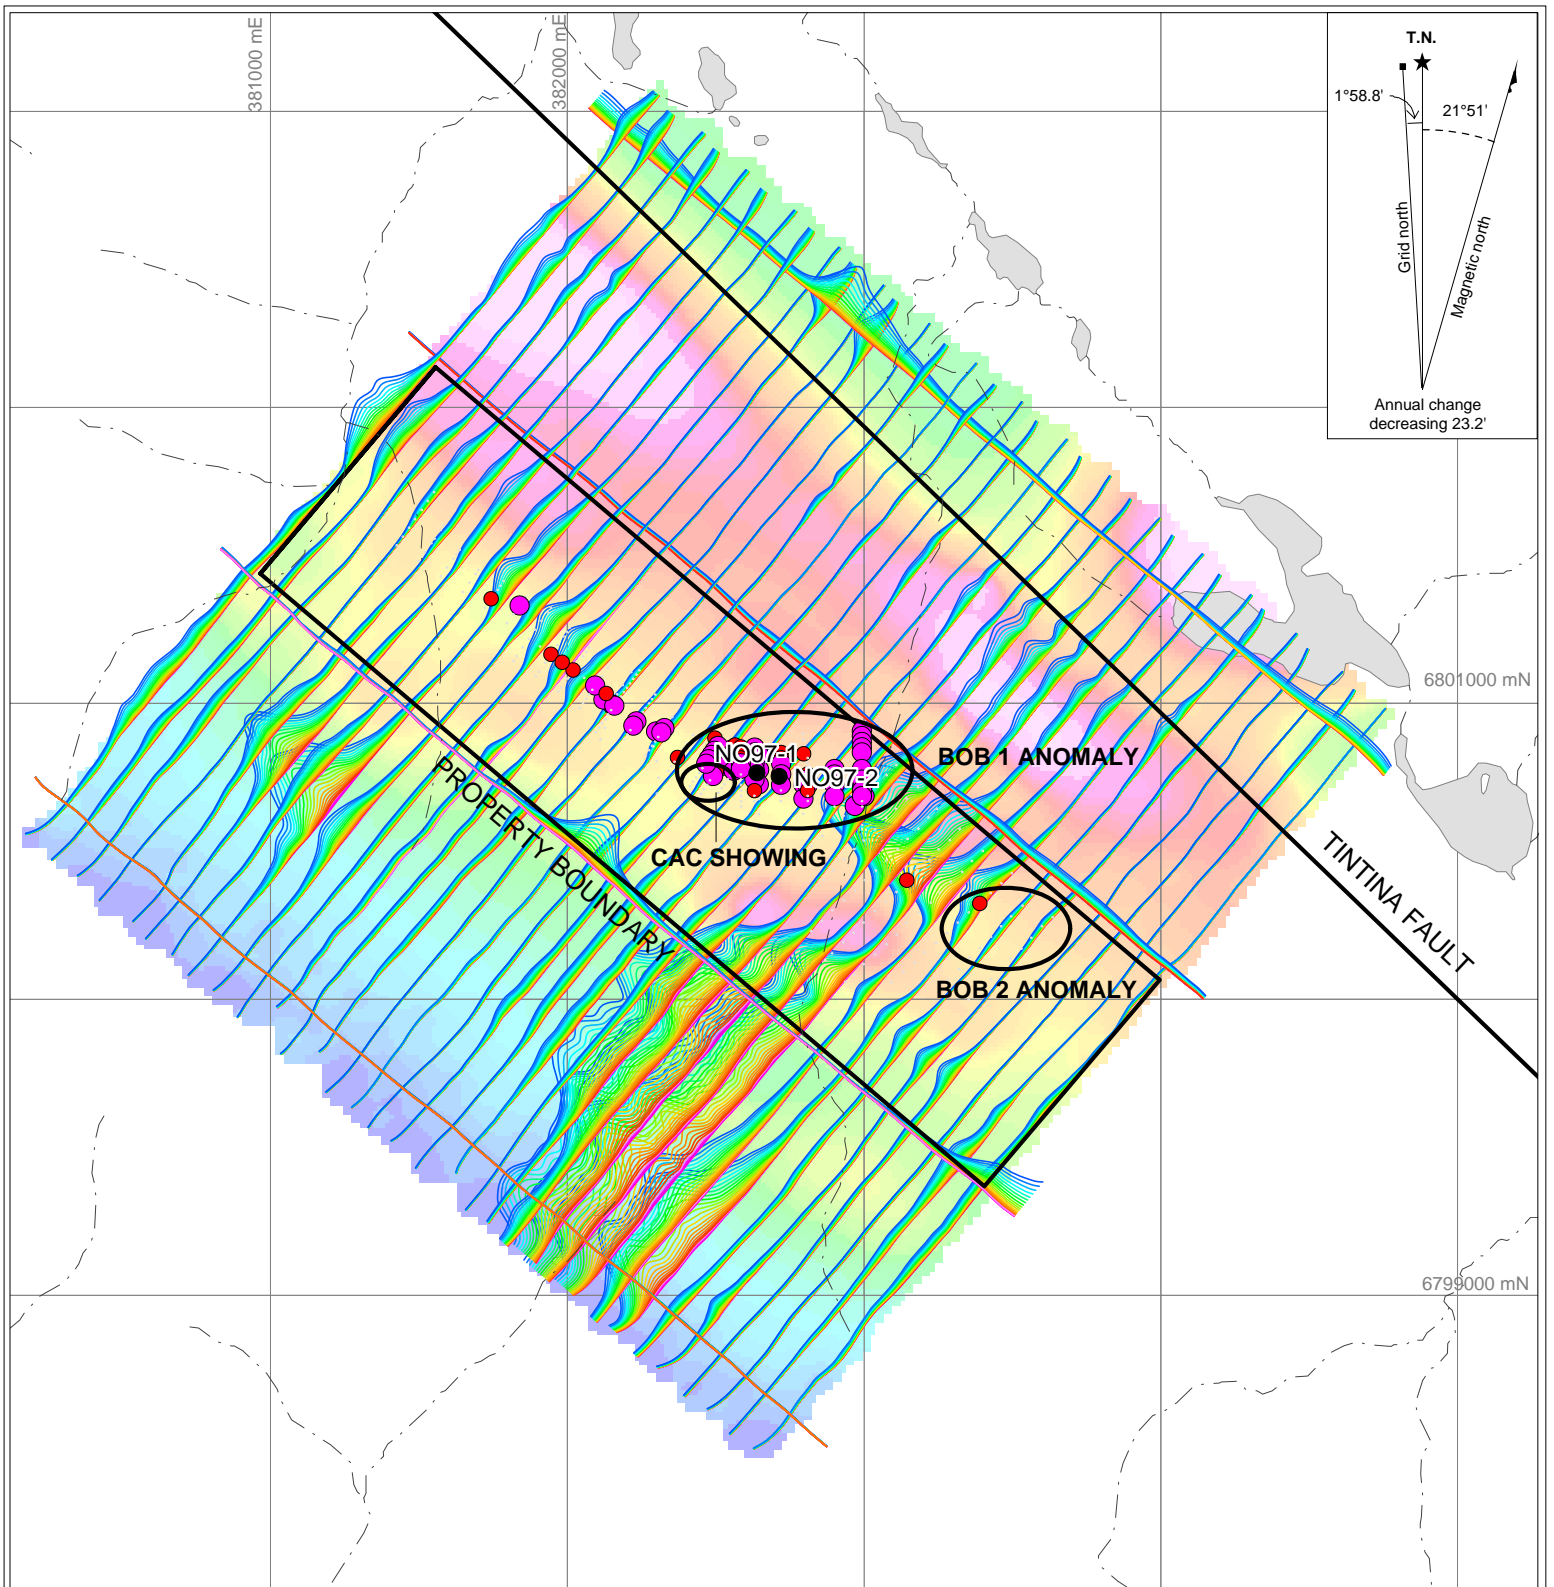 381000 mE
382000 mE
T.N.
1°58.8'
21°51'
Grid north
Magnetic north
Annual change
decreasing 23.2'
6801000 mN
NO97-1
NO97-2
BOB 1 ANOMALY
PROPERTY BOUNDARY
CAC SHOWING
TINTINA FAULT
BOB 2 ANOMALY
6799000 mN